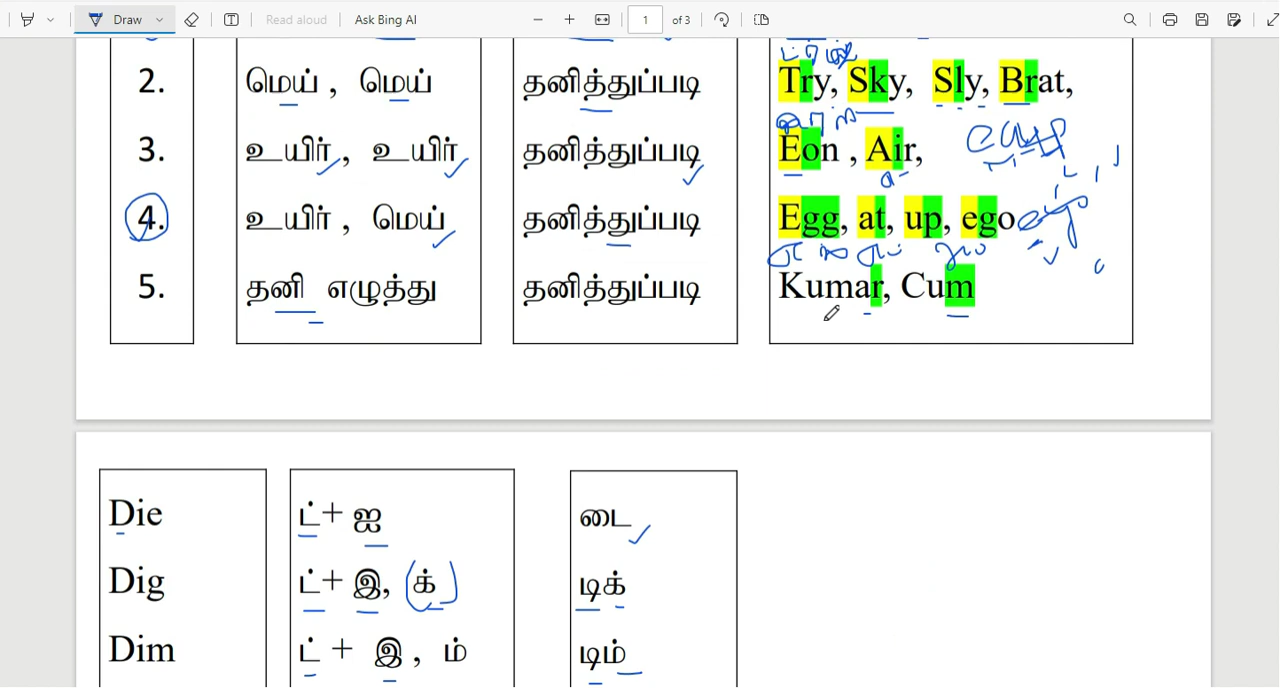 Draw Read aloud Ask Bing AI 1 of 3
2. மெய் , மெய் தனித்துப்படி Try, Sky, Sly, Brat,
3. உயிர் , உயிர் தனித்துப்படி Eon , Air,
4. உயிர் , மெய் தனித்துப்படி Egg, at, up, ego
5. தனி எழுத்து தனித்துப்படி Kumar, Cum
Die ட்+ ஐ டை
Dig ட்+ இ, (க்) டிக்
Dim ட் + இ , ம் டிம்